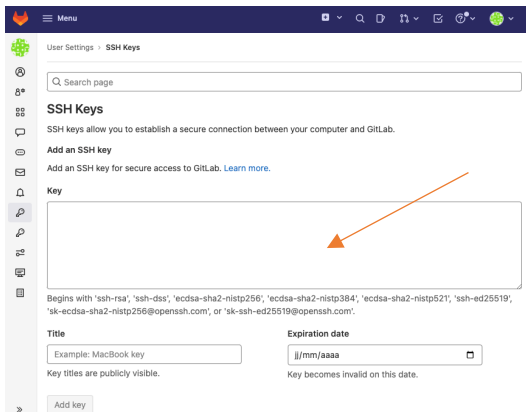 Menu
User Settings > SSH Keys
Search page
SSH Keys
SSH keys allow you to establish a secure connection between your computer and GitLab.
Add an SSH key
Add an SSH key for secure access to GitLab. Learn more.
Key
Begins with 'ssh-rsa', 'ssh-dss', 'ecdsa-sha2-nistp256', 'ecdsa-sha2-nistp384', 'ecdsa-sha2-nistp521', 'ssh-ed25519',
'sk-ecdsa-sha2-nistp256@openssh.com', or 'sk-ssh-ed25519@openssh.com'.
Title
Expiration date
Example: MacBook key
jj/mm/aaaa
Key titles are publicly visible.
Key becomes invalid on this date.
Add key